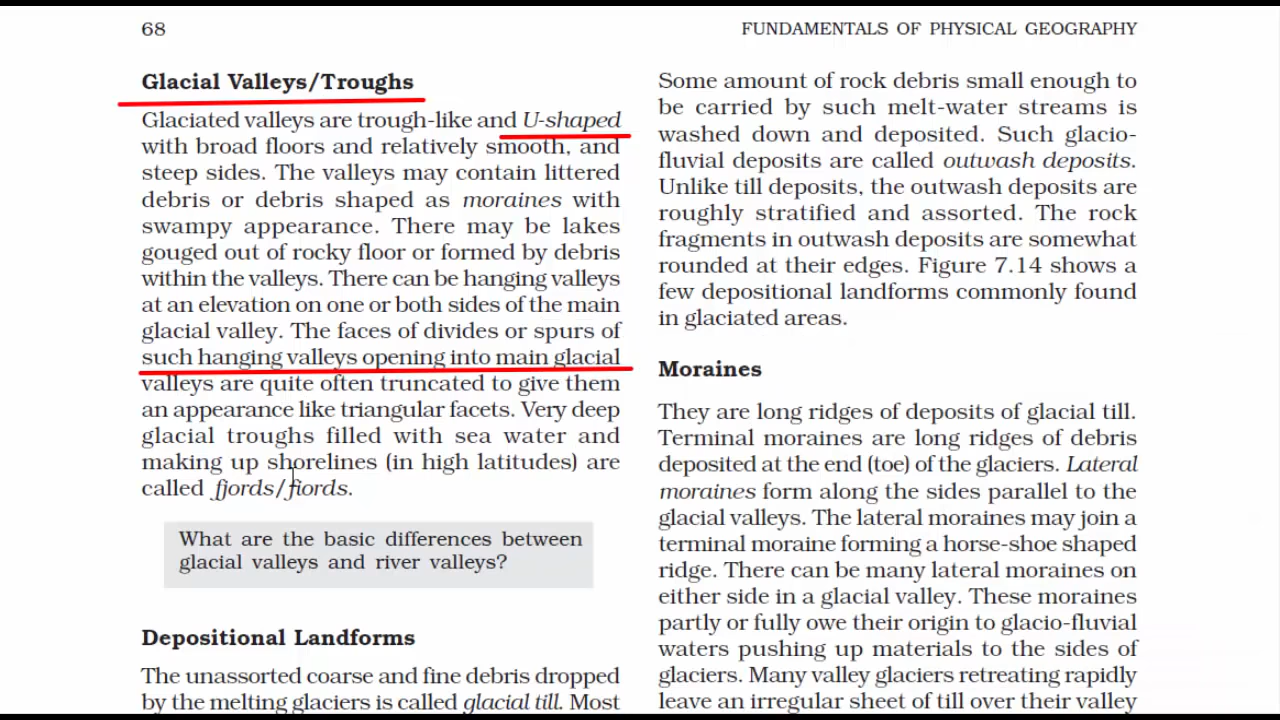 68
FUNDAMENTALS OF PHYSICAL GEOGRAPHY
Glacial Valleys/Troughs
Glaciated valleys are trough-like and U-shaped
with broad floors and relatively smooth, and
steep sides. The valleys may contain littered
debris or debris shaped as moraines with
swampy appearance. There may be lakes
gouged out of rocky floor or formed by debris
within the valleys. There can be hanging valleys
at an elevation on one or both sides of the main
glacial valley. The faces of divides or spurs of
such hanging valleys opening into main glacial
valleys are quite often truncated to give them
an appearance like triangular facets. Very deep
glacial troughs filled with sea water and
making up shorelines (in high latitudes) are
called fjords/fiords.
What are the basic differences between
glacial valleys and river valleys?
Depositional Landforms
The unassorted coarse and fine debris dropped
by the melting glaciers is called glacial till. Most
Some amount of rock debris small enough to
be carried by such melt-water streams is
washed down and deposited. Such glacio-
fluvial deposits are called outwash deposits.
Unlike till deposits, the outwash deposits are
roughly stratified and assorted. The rock
fragments in outwash deposits are somewhat
rounded at their edges. Figure 7.14 shows a
few depositional landforms commonly found
in glaciated areas.
Moraines
They are long ridges of deposits of glacial till.
Terminal moraines are long ridges of debris
deposited at the end (toe) of the glaciers. Lateral
moraines form along the sides parallel to the
glacial valleys. The lateral moraines may join a
terminal moraine forming a horse-shoe shaped
ridge. There can be many lateral moraines on
either side in a glacial valley. These moraines
partly or fully owe their origin to glacio-fluvial
waters pushing up materials to the sides of
glaciers. Many valley glaciers retreating rapidly
leave an irregular sheet of till over their valley